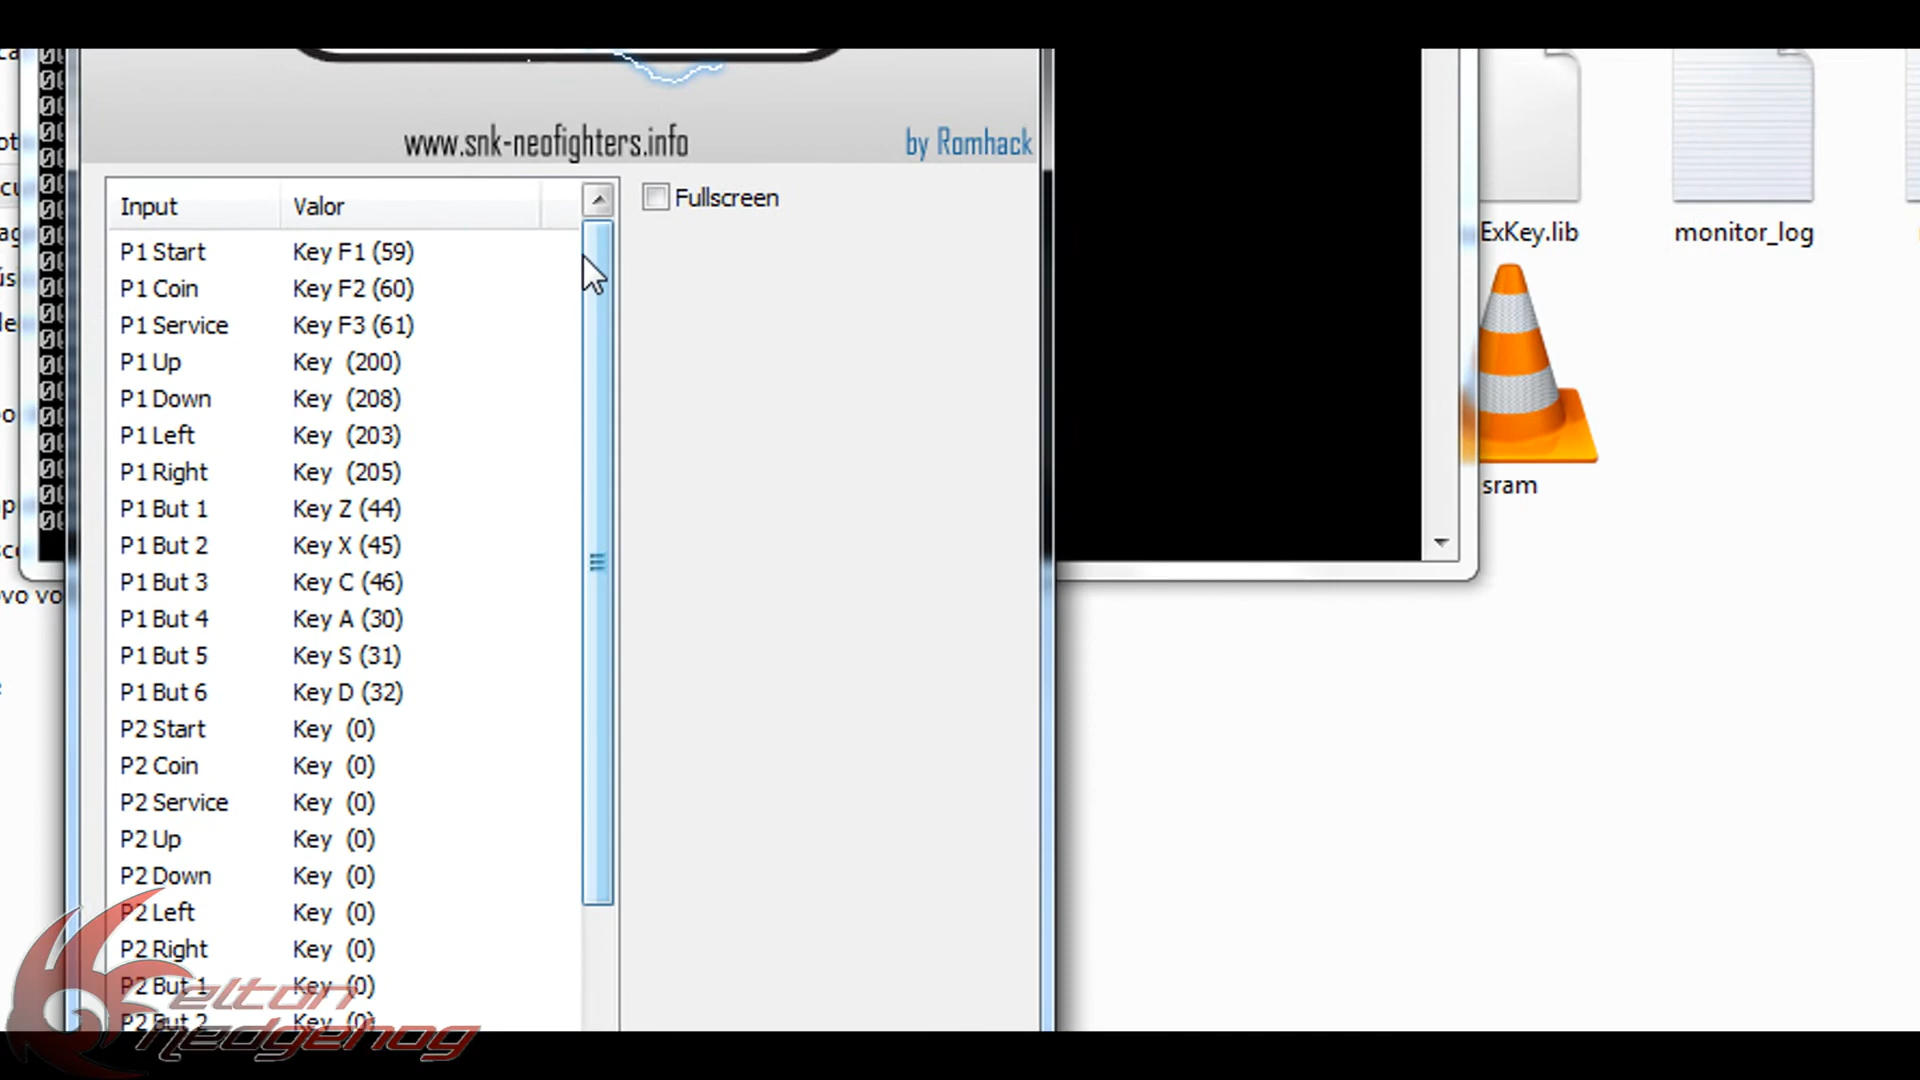 www.snk-neofighters.info
by Romhack
Input Valor
Fullscreen
P1 Start Key F1 (59)
P1 Coin Key F2 (60)
P1 Service Key F3 (61)
P1 Up Key (200)
P1 Down Key (208)
P1 Left Key (203)
P1 Right Key (205)
P1 But 1 Key Z (44)
P1 But 2 Key X (45)
P1 But 3 Key C (46)
P1 But 4 Key A (30)
P1 But 5 Key S (31)
P1 But 6 Key D (32)
P2 Start Key (0)
P2 Coin Key (0)
P2 Service Key (0)
P2 Up Key (0)
P2 Down Key (0)
P2 Left Key (0)
P2 Right Key (0)
P2 But 1 Key (0)
P2 But 2 Key (0)
ExKey.lib
monitor_log
sram
elton
hedgehog